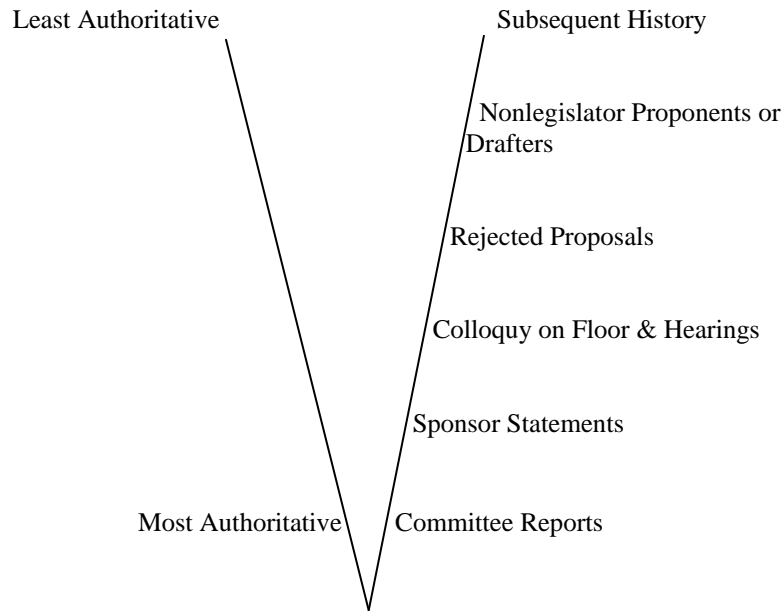 Least Authoritative
Subsequent History
Nonlegislator Proponents or
Drafters
Rejected Proposals
Colloquy on Floor & Hearings
Sponsor Statements
Most Authoritative
Committee Reports